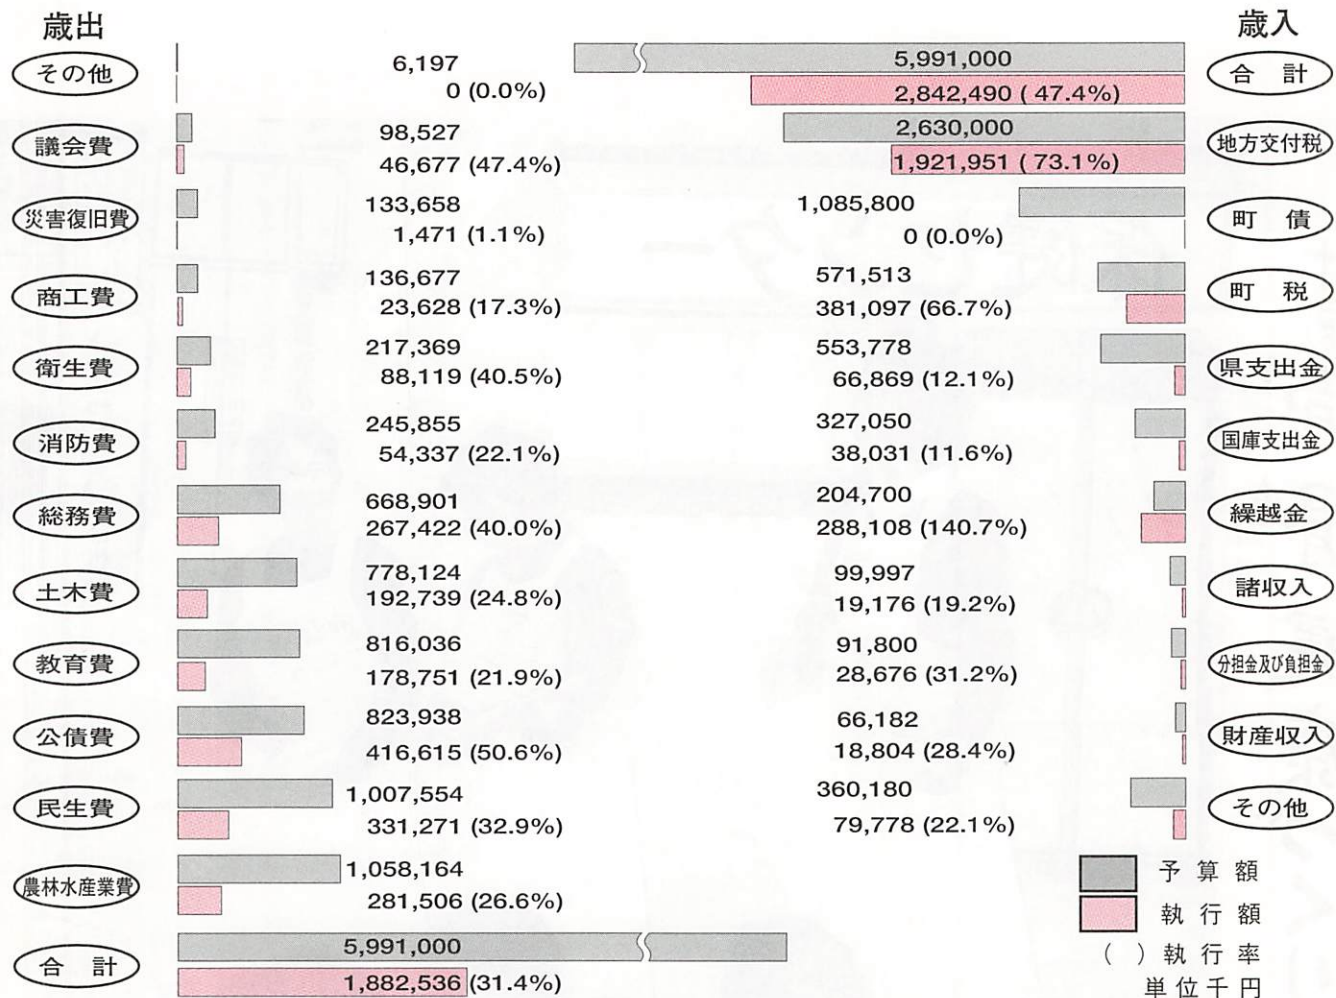 歳出
その他
6,197
0 (0.0%)
議会費
98,527
46,677 (47.4%)
災害復旧費
133,658
1,471 (1.1%)
商工費
136,677
23,628 (17.3%)
衛生費
217,369
88,119 (40.5%)
消防費
245,855
54,337 (22.1%)
総務費
668,901
267,422 (40.0%)
土木費
778,124
192,739 (24.8%)
教育費
816,036
178,751 (21.9%)
公債費
823,938
416,615 (50.6%)
民生費
1,007,554
331,271 (32.9%)
農林水産業費
1,058,164
281,506 (26.6%)
合計
5,991,000
1,882,536 (31.4%)
歳入
合計
5,991,000
2,842,490 (47.4%)
地方交付税
2,630,000
1,921,951 (73.1%)
町債
1,085,800
0 (0.0%)
町税
571,513
381,097 (66.7%)
県支出金
553,778
66,869 (12.1%)
国庫支出金
327,050
38,031 (11.6%)
繰越金
204,700
288,108 (140.7%)
諸収入
99,997
19,176 (19.2%)
分担金及び負担金
91,800
28,676 (31.2%)
財産収入
66,182
18,804 (28.4%)
その他
360,180
79,778 (22.1%)
予算額
執行額
( ) 執行率
単位千円